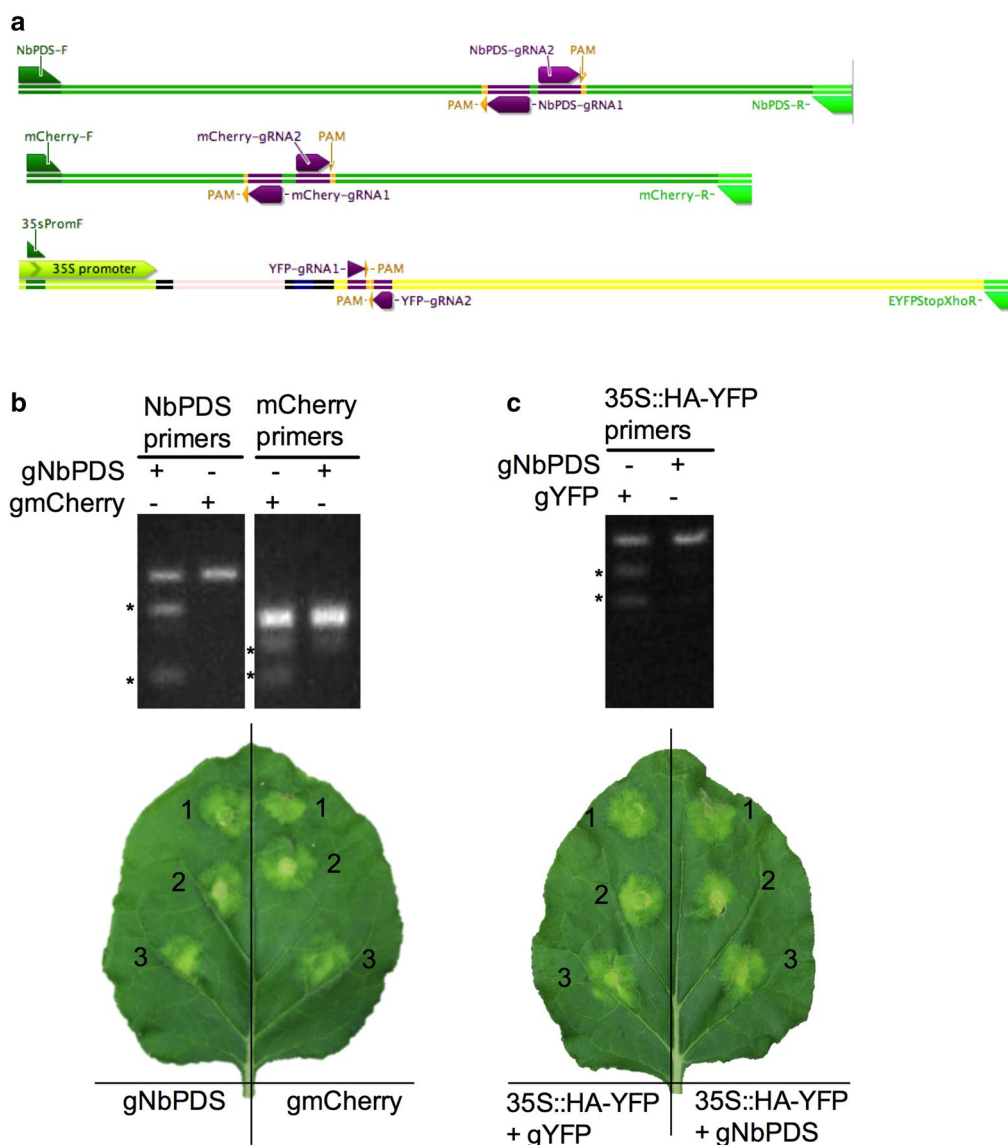 a
NbPDS-F
NbPDS-gRNA2
PAM
PAM
NbPDS-gRNA1
NbPDS-R
mCherry-F
mCherry-gRNA2
PAM
PAM
mChery-gRNA1
mCherry-R
35sPromF
35S promoter
YFP-gRNA1
PAM
PAM
YFP-gRNA2
EYFPStopXhoR
b
NbPDS primers
mCherry primers
gNbPDS + - - +
gmCherry - + + -
*
*
*
*
1
2
3
1
2
3
gNbPDS
gmCherry
c
35S::HA-YFP
primers
gNbPDS - +
gYFP + -
*
*
1
2
3
1
2
3
35S::HA-YFP
+ gYFP
35S::HA-YFP
+ gNbPDS